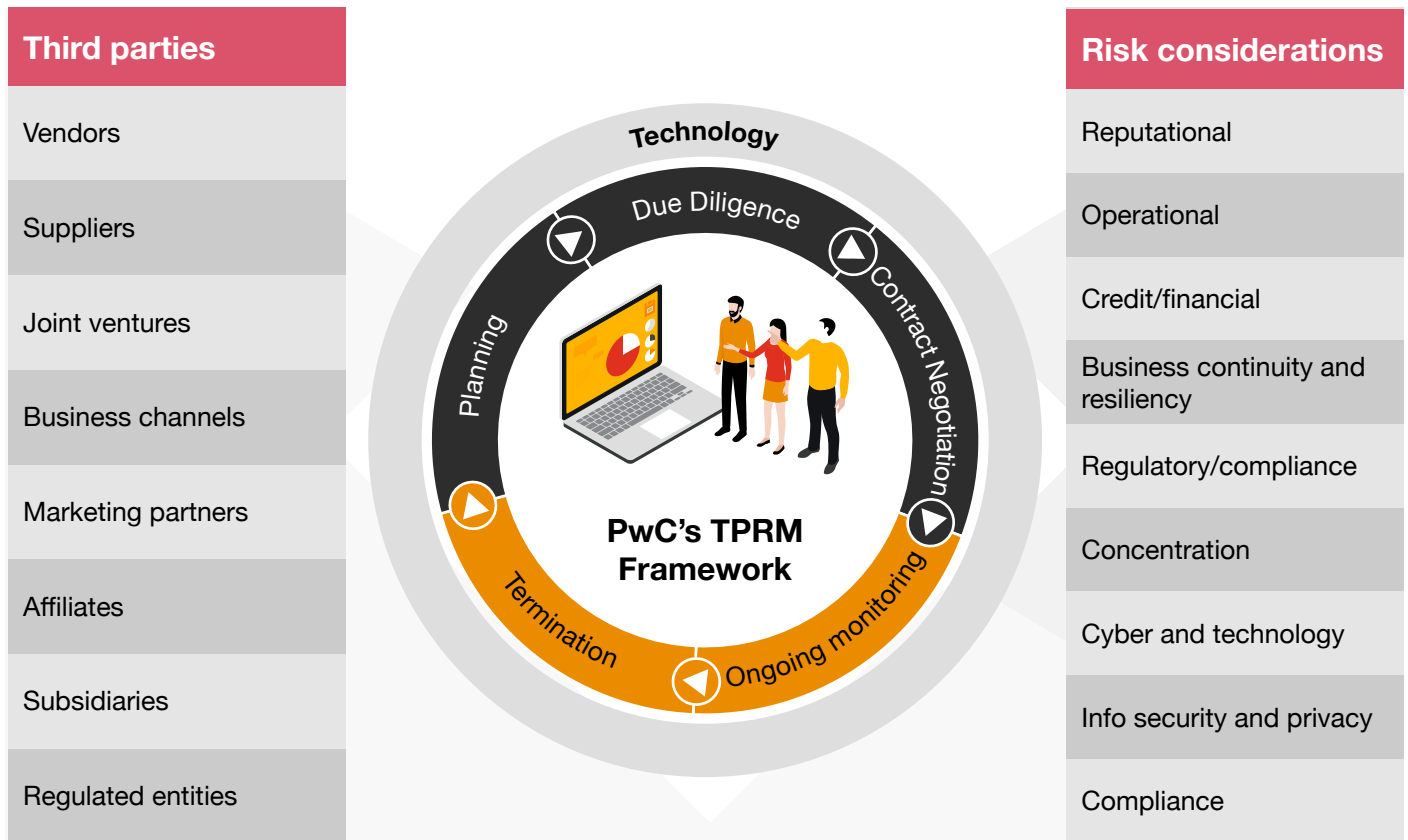 Third parties
Vendors
Suppliers
Joint ventures
Business channels
Marketing partners
Affiliates
Subsidiaries
Regulated entities
Technology
Planning
Due Diligence
Contract Negotiation
Ongoing monitoring
Termination
PwC’s TPRM
Framework
Risk considerations
Reputational
Operational
Credit/financial
Business continuity and
resiliency
Regulatory/compliance
Concentration
Cyber and technology
Info security and privacy
Compliance